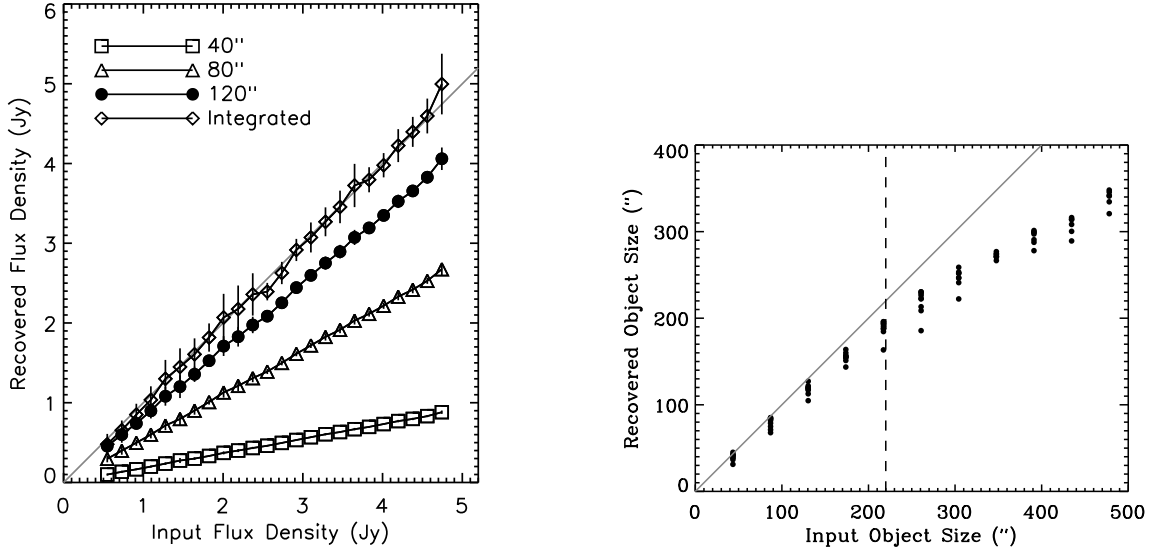 6
5
4
3
2
1
0
Recovered Flux Density (Jy)
40"
80"
120"
Integrated
0 1 2 3 4 5
Input Flux Density (Jy)
400
300
200
100
0
Recovered Object Size (")
0 100 200 300 400 500
Input Object Size (")